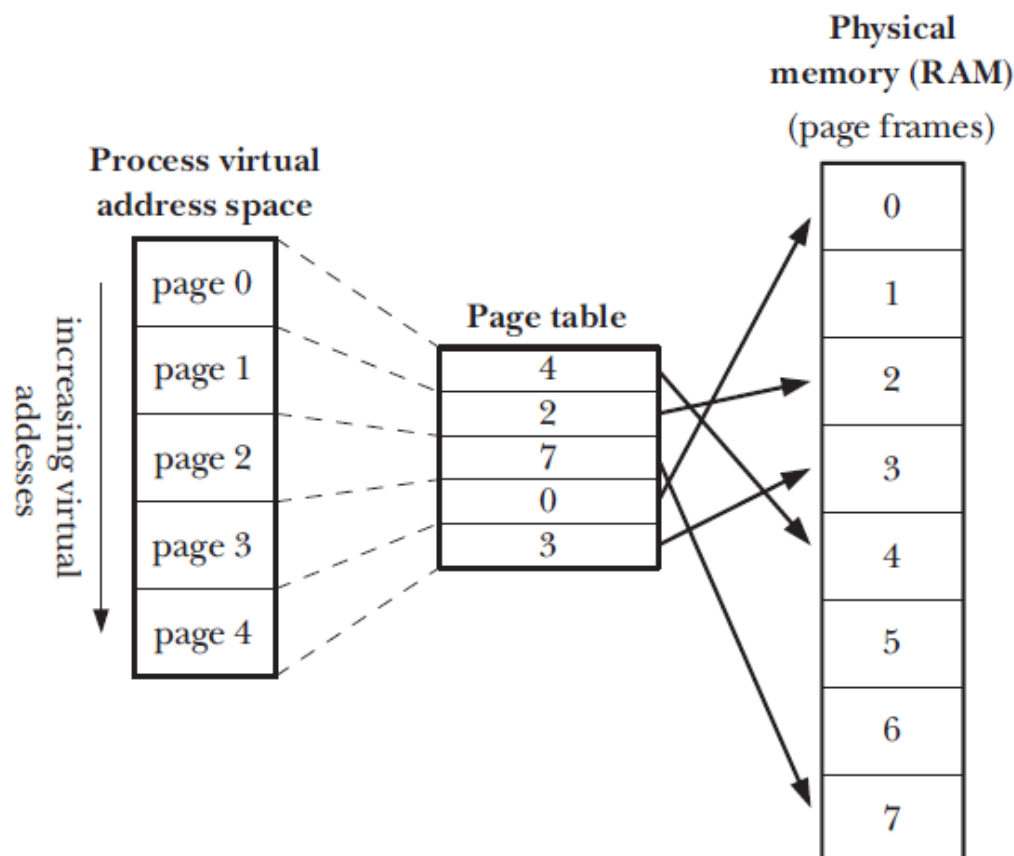 Physical
memory (RAM)
(page frames)
Process virtual
address space
increasing virtual
addesses
page 0
page 1
page 2
page 3
page 4
Page table
4
2
7
0
3
0
1
2
3
4
5
6
7